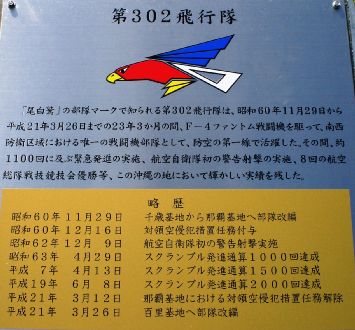 第302飛行隊
「尾白鷲」の部隊マークで知られる第302飛行隊は、昭和60年11月29日から
平成21年3月26日までの23年3か月の間、F-4ファントム戦闘機を駆って、南西
防衛区域における唯一の戦闘機部隊として、防空の第一線で活躍した。その間、約
1100回に及ぶ緊急発進の実施、航空自衛隊初の警告射撃の実施、8回の航空
総隊戦技競技会優勝等、この沖縄の地において輝かしい実績を残した。
略 歴
昭和60年11月29日 千歳基地から那覇基地へ部隊改編
昭和60年12月16日 対領空侵犯措置任務付与
昭和62年12月 9日 航空自衛隊初の警告射撃実施
昭和63年 4月29日 スクランブル発進通算1000回達成
平成 7年 4月13日 スクランブル発進通算1500回達成
平成19年 6月 8日 スクランブル発進通算2000回達成
平成21年 3月12日 那覇基地における対領空侵犯措置任務解除
平成21年 3月26日 百里基地へ部隊改編